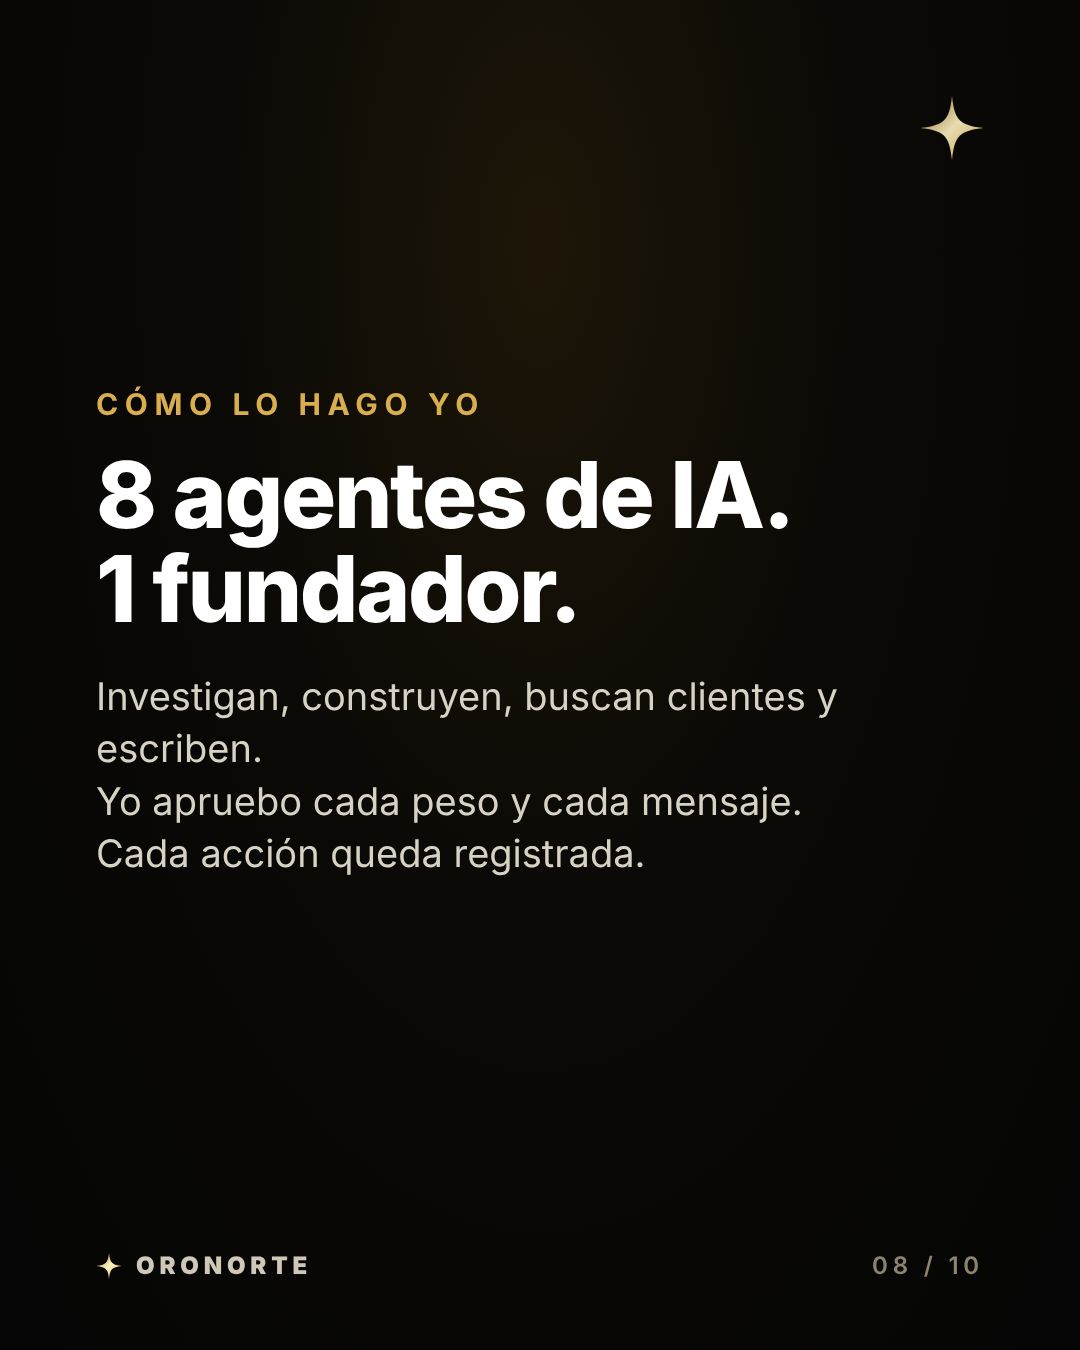 CÓMO LO HAGO YO
8 agentes de IA.
1 fundador.
Investigan, construyen, buscan clientes y
escriben.
Yo apruebo cada peso y cada mensaje.
Cada acción queda registrada.
ORONORTE
08 / 10